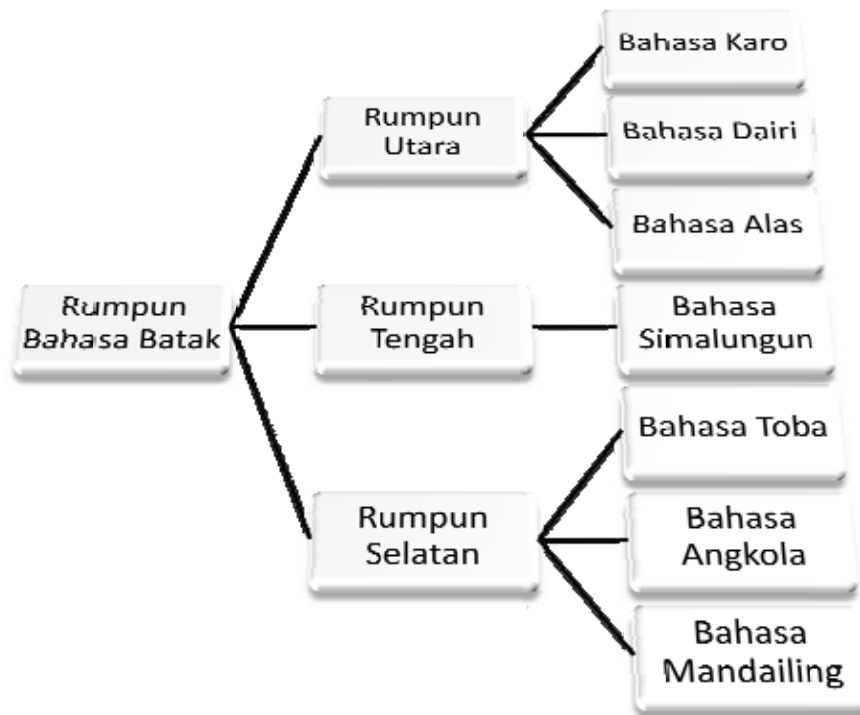 Rumpun
Bahasa Batak
Rumpun
Utara
Bahasa Karo
Bahasa Dairi
Bahasa Alas
Rumpun
Tengah
Bahasa
Simalungun
Rumpun
Selatan
Bahasa Toba
Bahasa
Angkola
Bahasa
Mandailing